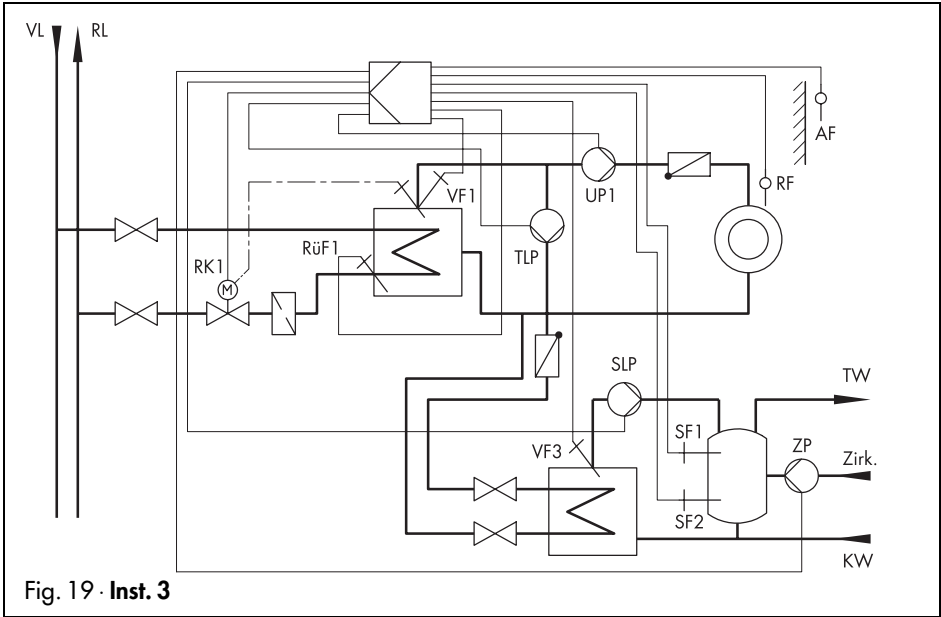 VL RL
AF
RF
UP1
VF1
TLP
RüF1
RK1
M
SLP
TW
SF1
ZP
VF3
Zirk.
SF2
KW
Fig. 19 · Inst. 3